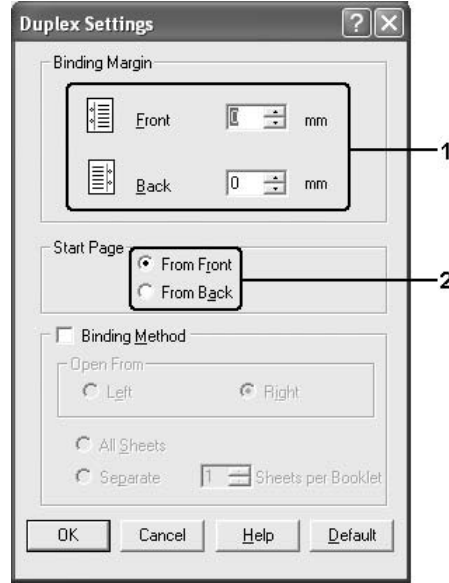 Duplex Settings
Binding Margin
Front 0 mm
1
Back 0 mm
Start Page
From Front
2
From Back
Binding Method
Open From
Left Right
All Sheets
Separate 1 Sheets per Booklet
OK Cancel Help Default